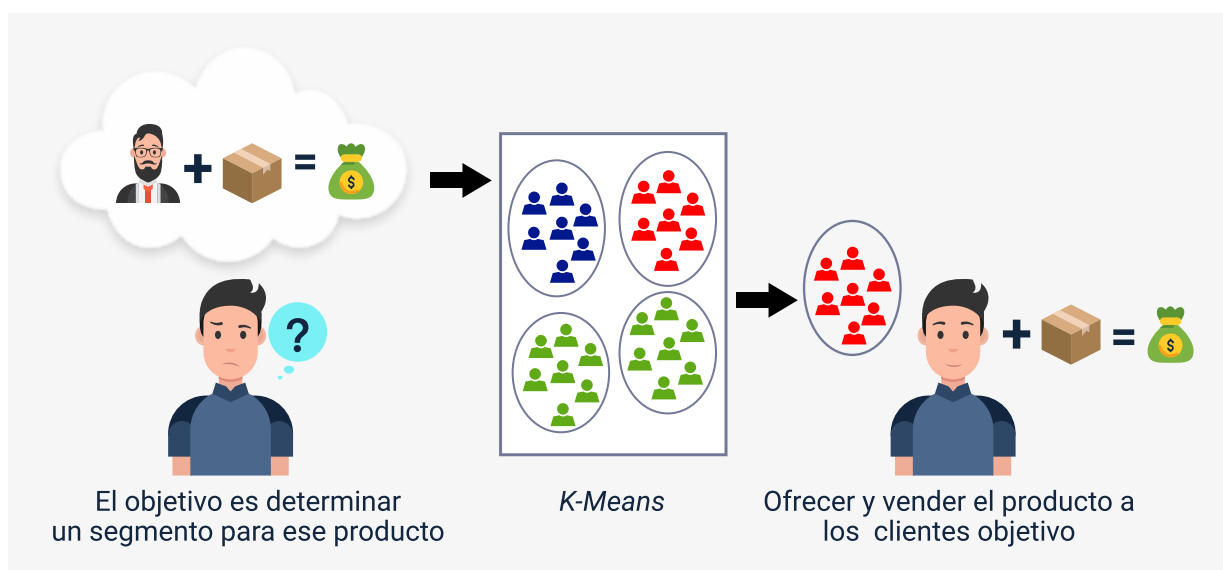 + = $
?
El objetivo es determinar
un segmento para ese producto
K-Means
+ = $
Ofrecer y vender el producto a
los clientes objetivo